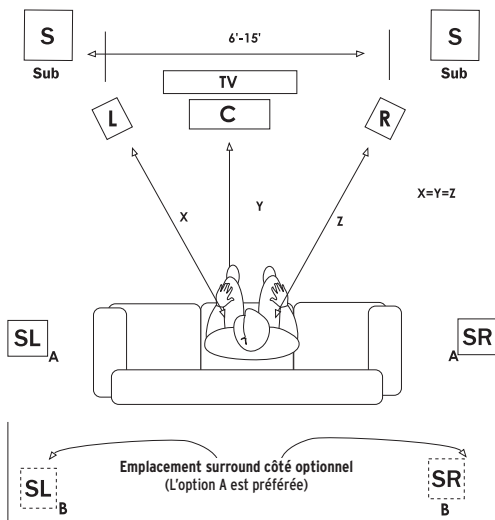 S
S
6'-15'
Sub
Sub
TV
C
L
R
X
Y
Z
X=Y=Z
SL
A
A
SR
Emplacement surround côté optionnel
(L'option A est préférée)
SL
B
SR
B